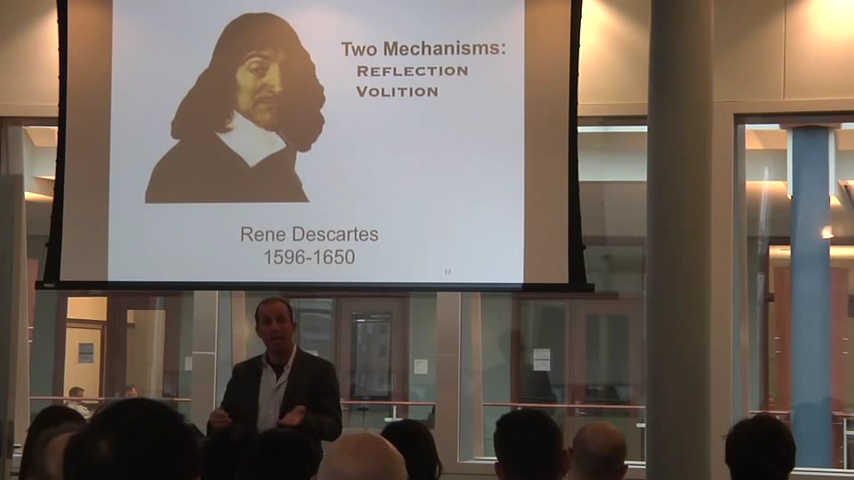 Two Mechanisms:
REFLECTION
VOLITION
Rene Descartes
1596-1650